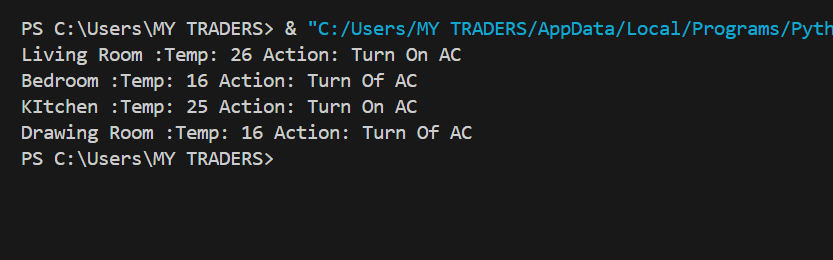 PS C:\Users\MY TRADERS> & "C:/Users/MY TRADERS/AppData/Local/Programs/Pyth
Living Room :Temp: 26 Action: Turn On AC
Bedroom :Temp: 16 Action: Turn Of AC
KItchen :Temp: 25 Action: Turn On AC
Drawing Room :Temp: 16 Action: Turn Of AC
PS C:\Users\MY TRADERS>